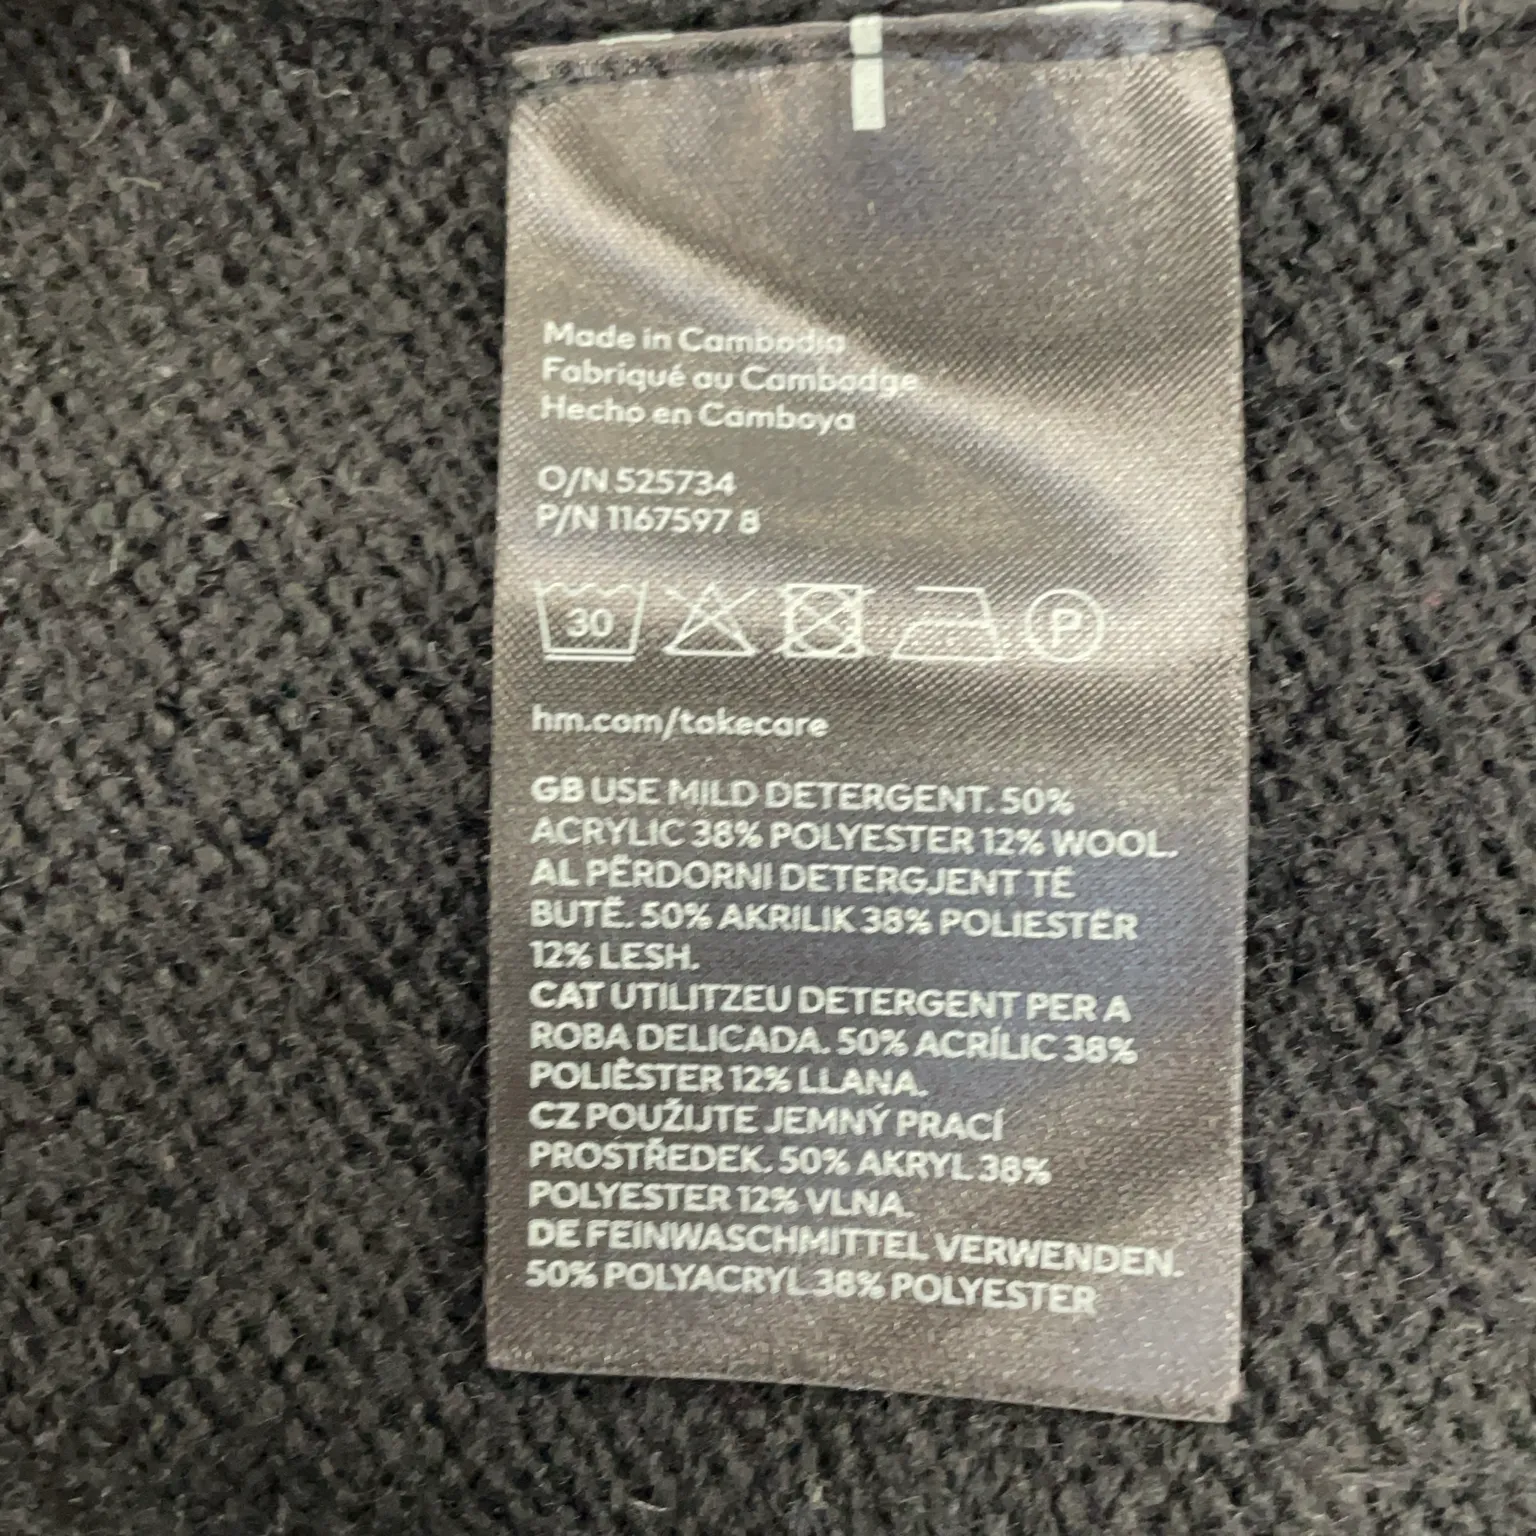 Made in Cambodia
Fabriqué au Cambodge
Hecho en Camboya
O/N 525734
P/N 1167597 8
30 P
hm.com/takecare
GB USE MILD DETERGENT. 50%
ACRYLIC 38% POLYESTER 12% WOOL.
AL PËRDORNI DETERGJENT TË
BUTË. 50% AKRILIK 38% POLIESTËR
12% LESH.
CAT UTILITZEU DETERGENT PER A
ROBA DELICADA. 50% ACRÍLIC 38%
POLIÈSTER 12% LLANA.
CZ POUŽIJTE JEMNÝ PRACÍ
PROSTŘEDEK. 50% AKRYL 38%
POLYESTER 12% VLNA.
DE FEINWASCHMITTEL VERWENDEN.
50% POLYACRYL 38% POLYESTER